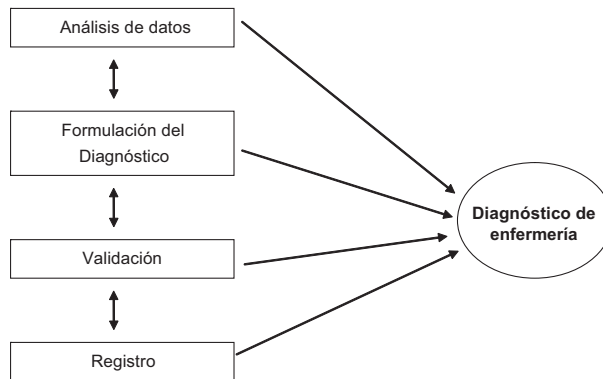 Análisis de datos
Formulación del
Diagnóstico
Diagnóstico de
enfermería
Validación
Registro